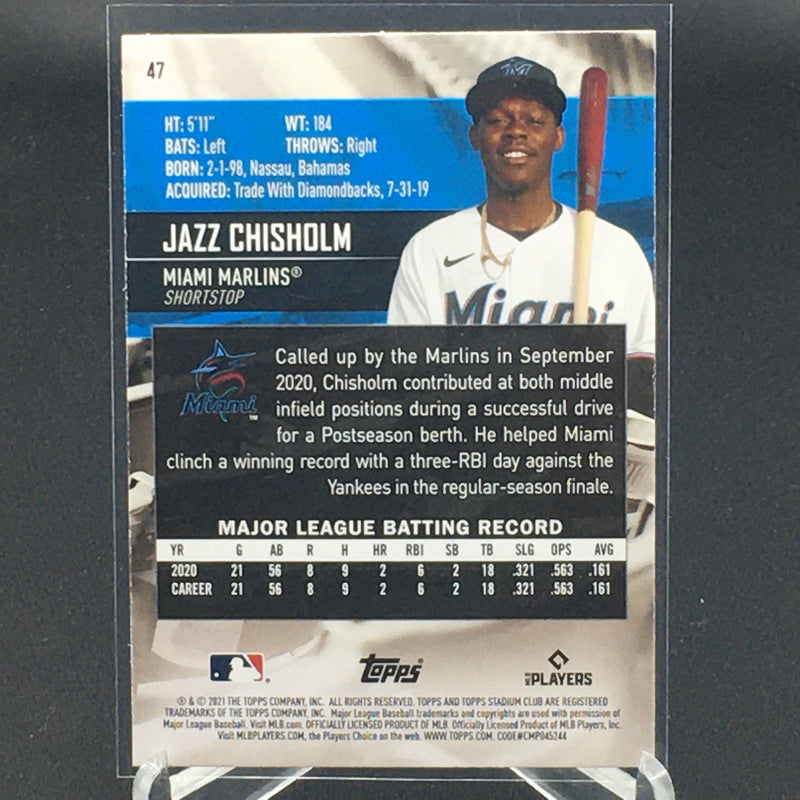 47
HT: 5'11" WT: 184
BATS: Left THROWS: Right
BORN: 2-1-98, Nassau, Bahamas
ACQUIRED: Trade With Diamondbacks, 7-31-19
JAZZ CHISHOLM
MIAMI MARLINS®
SHORTSTOP
Miami
Miami™
Called up by the Marlins in September
2020, Chisholm contributed at both middle
infield positions during a successful drive
for a Postseason berth. He helped Miami
clinch a winning record with a three-RBI day against the
Yankees in the regular-season finale.
MAJOR LEAGUE BATTING RECORD
YR G AB R H HR RBI SB TB SLG OPS AVG
2020 21 56 8 9 2 6 2 18 .321 .563 .161
CAREER 21 56 8 9 2 6 2 18 .321 .563 .161
topps®
MLB PLAYERS
® & © 2021 THE TOPPS COMPANY, INC. ALL RIGHTS RESERVED. TOPPS AND TOPPS STADIUM CLUB ARE REGISTERED
TRADEMARKS OF THE TOPPS COMPANY, INC. Major League Baseball trademarks and copyrights are used with permission of
Major League Baseball. Visit MLB.com. OFFICIALLY LICENSED PRODUCT OF MLB. Officially Licensed Product of MLB Players, Inc.
Visit MLBPLAYERS.COM, the Players Choice on the web. WWW.TOPPS.COM. CODE#CMP045244